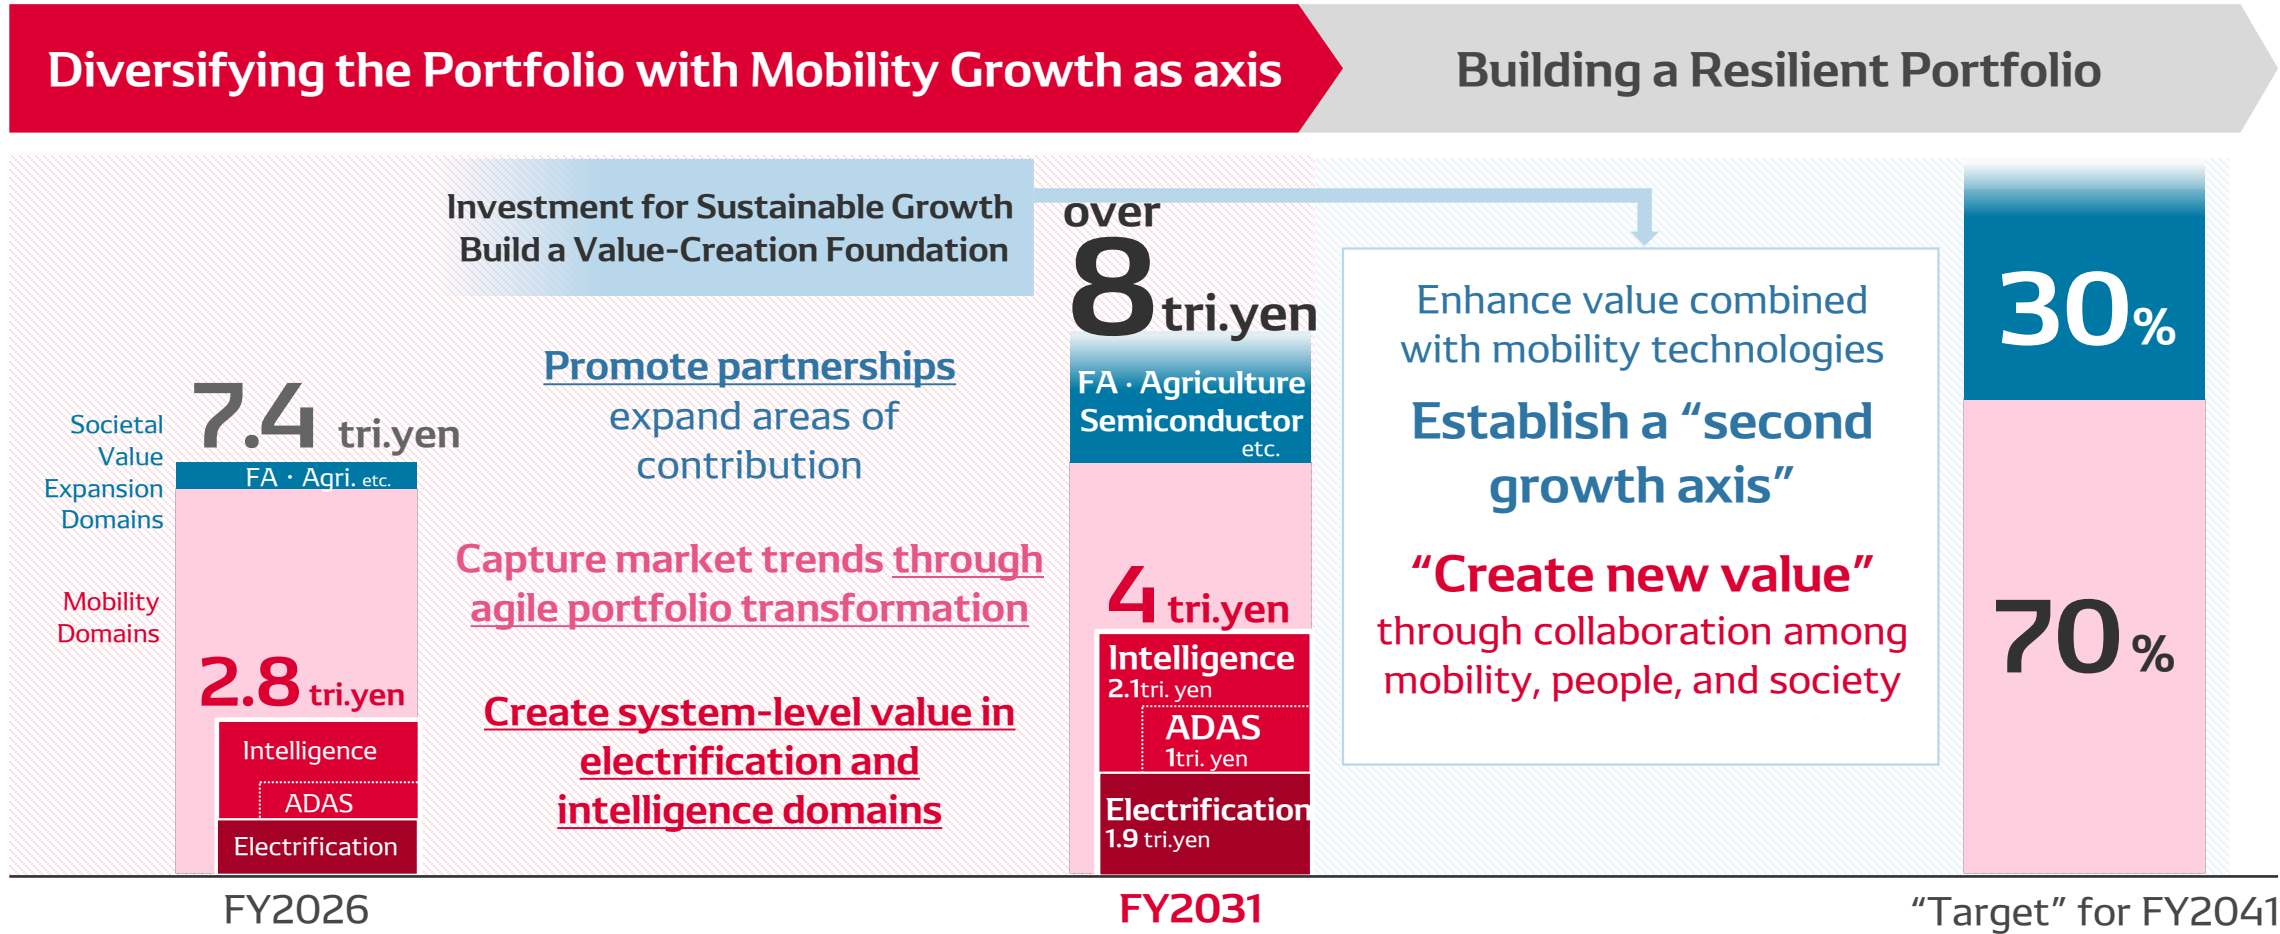 Diversifying the Portfolio with Mobility Growth as axis
Building a Resilient Portfolio
Investment for Sustainable Growth
Build a Value-Creation Foundation
Societal
Value
Expansion
Domains
Mobility
Domains
7.4 tri.yen
FA・Agri. etc.
2.8 tri.yen
Intelligence
ADAS
Electrification
FY2026
Promote partnerships
expand areas of
contribution
Capture market trends through
agile portfolio transformation
Create system-level value in
electrification and
intelligence domains
over
8 tri.yen
FA・Agriculture
Semiconductor
etc.
4 tri.yen
Intelligence
2.1tri. yen
ADAS
1tri. yen
Electrification
1.9 tri.yen
FY2031
Enhance value combined
with mobility technologies
Establish a “second
growth axis”
“Create new value”
through collaboration among
mobility, people, and society
30%
70%
“Target” for FY2041